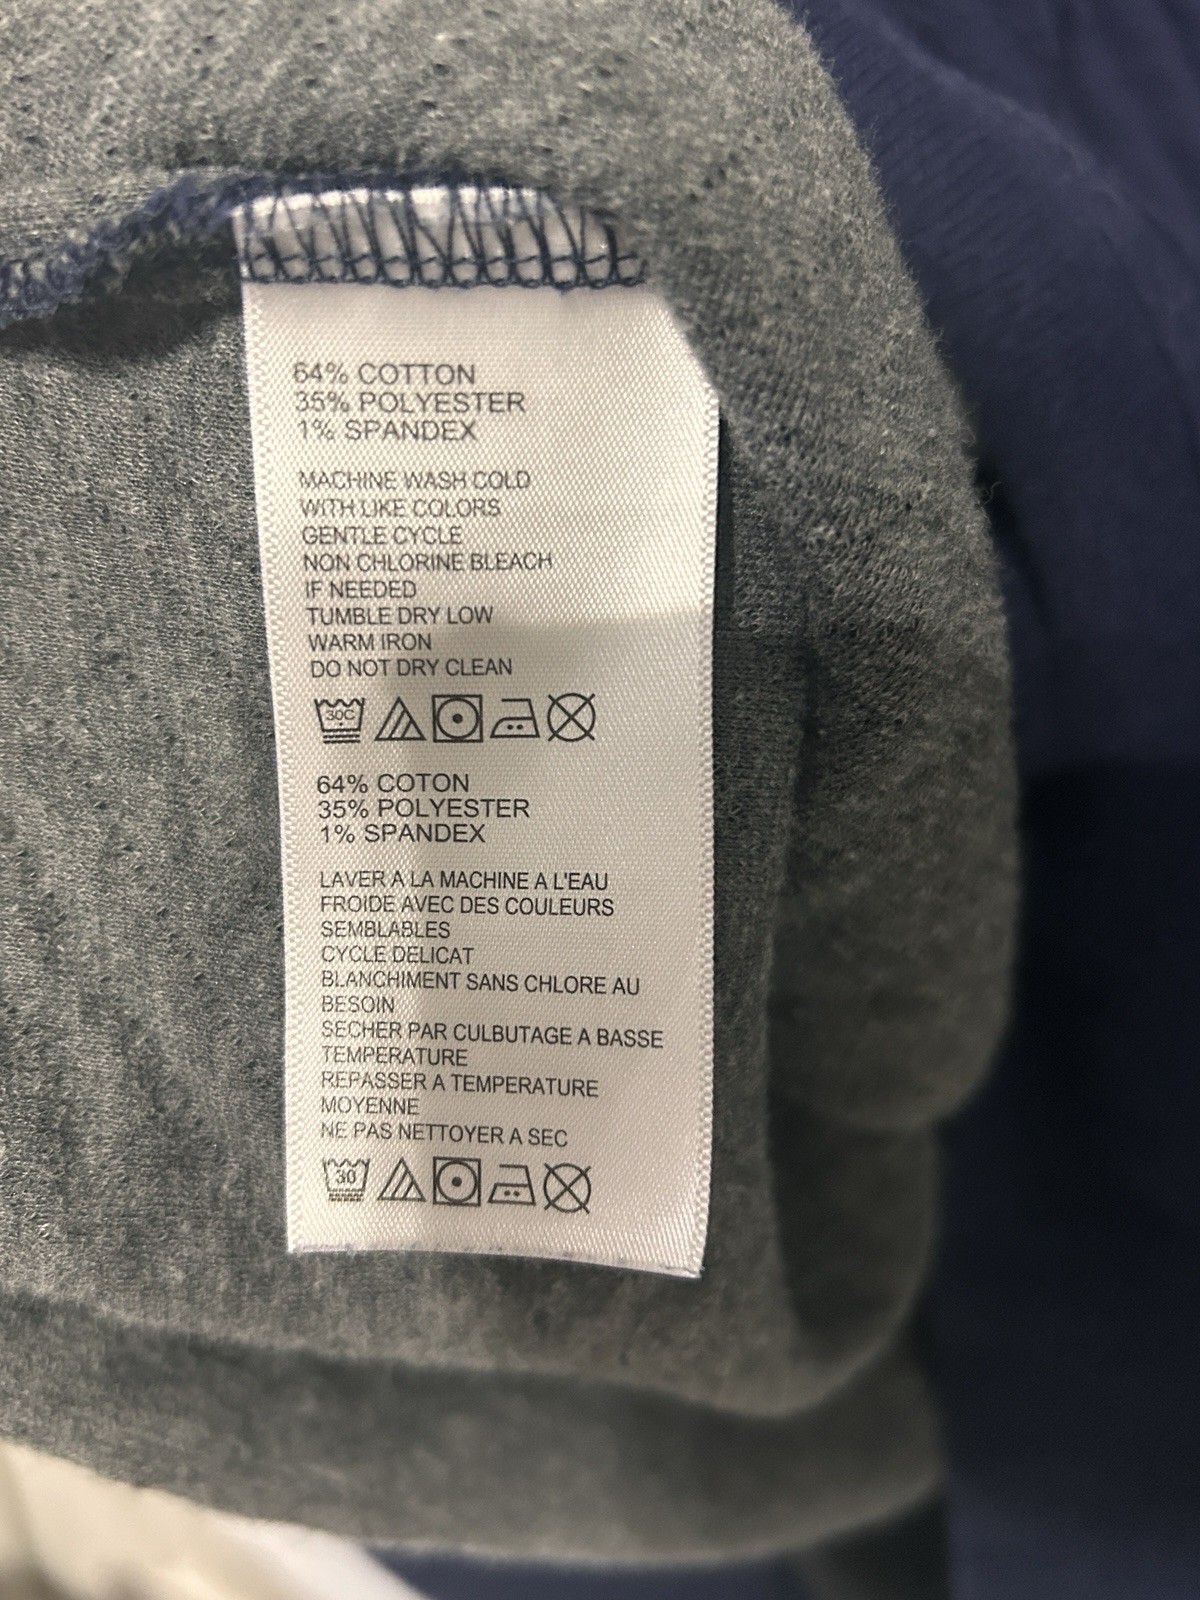 64% COTTON
35% POLYESTER
1% SPANDEX
MACHINE WASH COLD
WITH LIKE COLORS
GENTLE CYCLE
NON CHLORINE BLEACH
IF NEEDED
TUMBLE DRY LOW
WARM IRON
DO NOT DRY CLEAN
30C
64% COTON
35% POLYESTER
1% SPANDEX
LAVER A LA MACHINE A L'EAU
FROIDE AVEC DES COULEURS
SEMBLABLES
CYCLE DELICAT
BLANCHIMENT SANS CHLORE AU
BESOIN
SECHER PAR CULBUTAGE A BASSE
TEMPERATURE
REPASSER A TEMPERATURE
MOYENNE
NE PAS NETTOYER A SEC
30